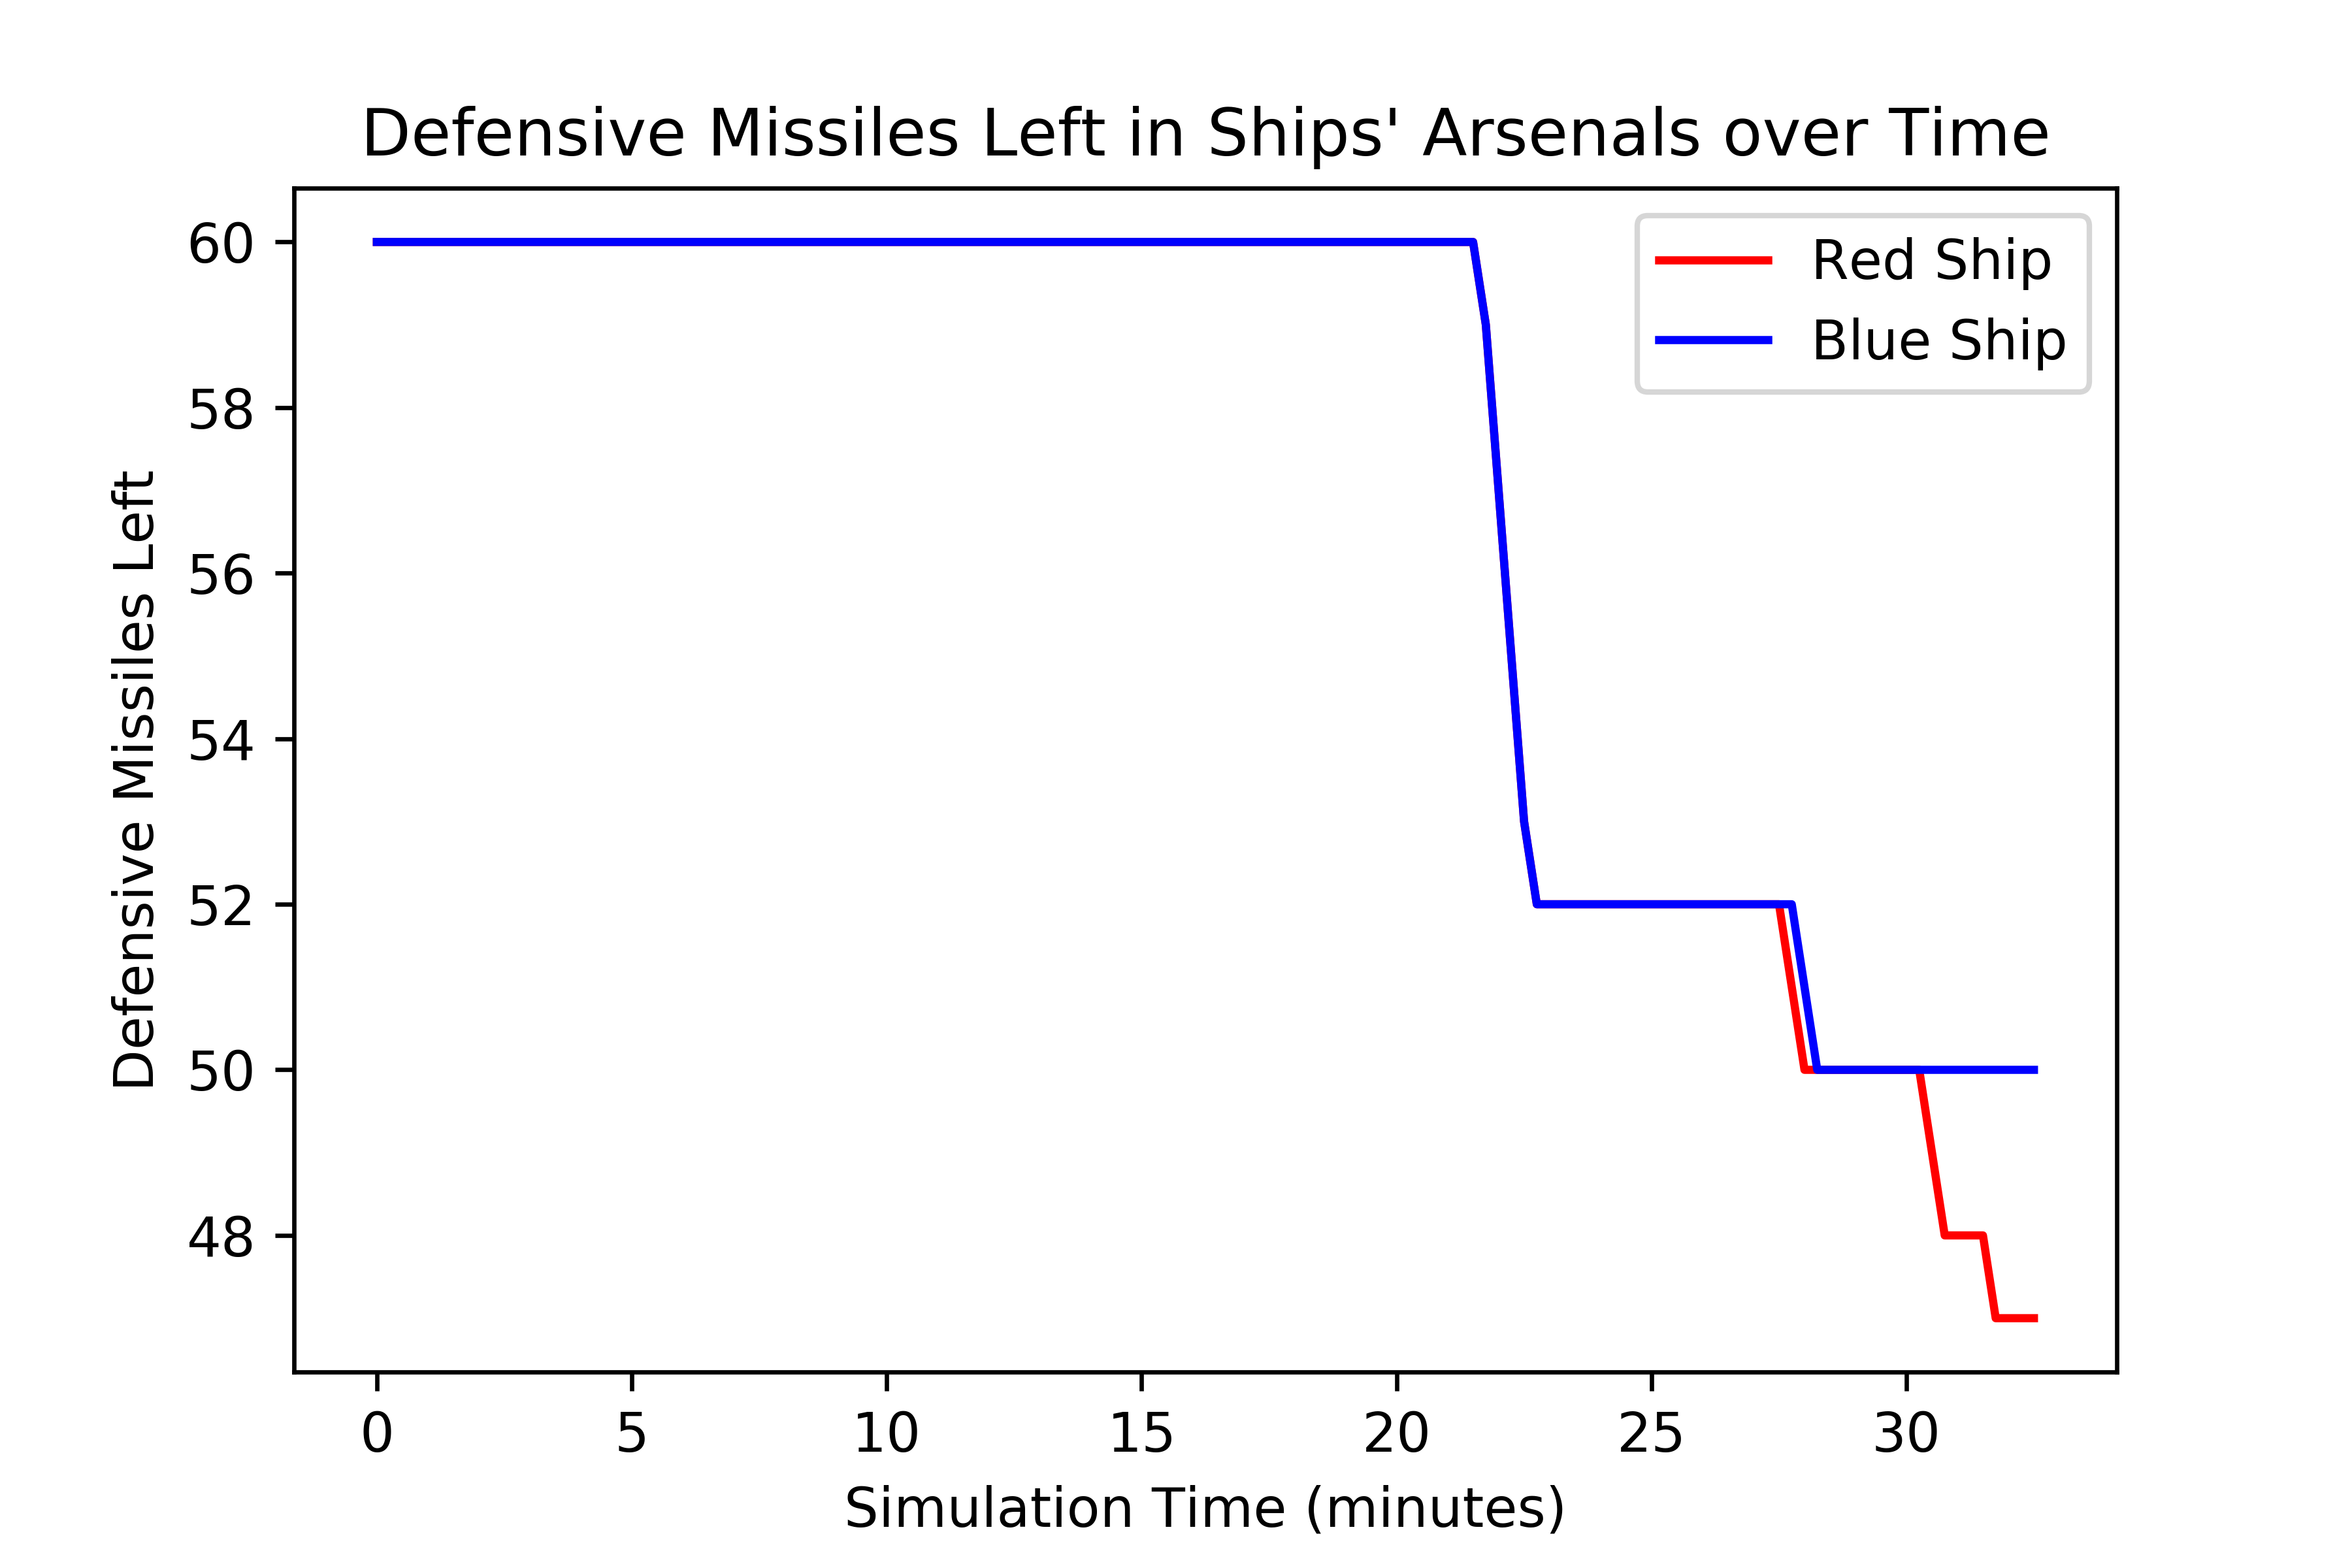 Defensive Missiles Left in Ships' Arsenals over Time
Red Ship
Blue Ship
Defensive Missiles Left
60
58
56
54
52
50
48
0 5 10 15 20 25 30
Simulation Time (minutes)